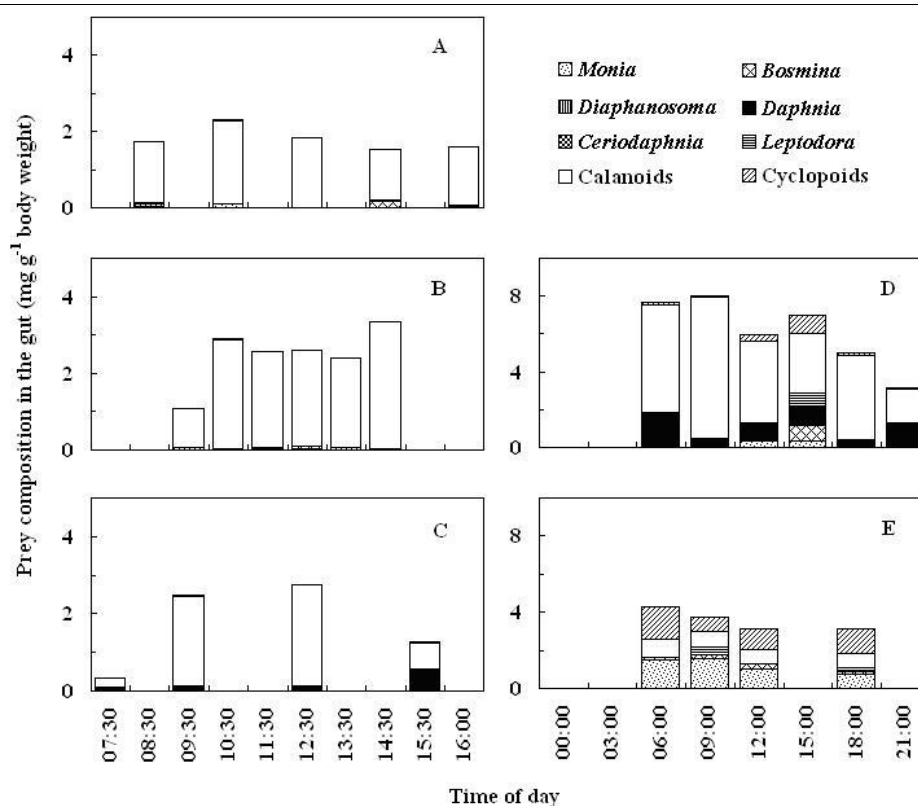 Prey composition in the gut (mg g⁻¹ body weight)
A
4
2
0
Monia
Bosmina
Diaphanosoma
Daphnia
Ceriodaphnia
Leptodora
Calanoids
Cyclopoids
B
4
2
0
D
8
4
0
C
4
2
0
E
8
4
0
07:30
08:30
09:30
10:30
11:30
12:30
13:30
14:30
15:30
16:00
00:00
03:00
06:00
09:00
12:00
15:00
18:00
21:00
Time of day